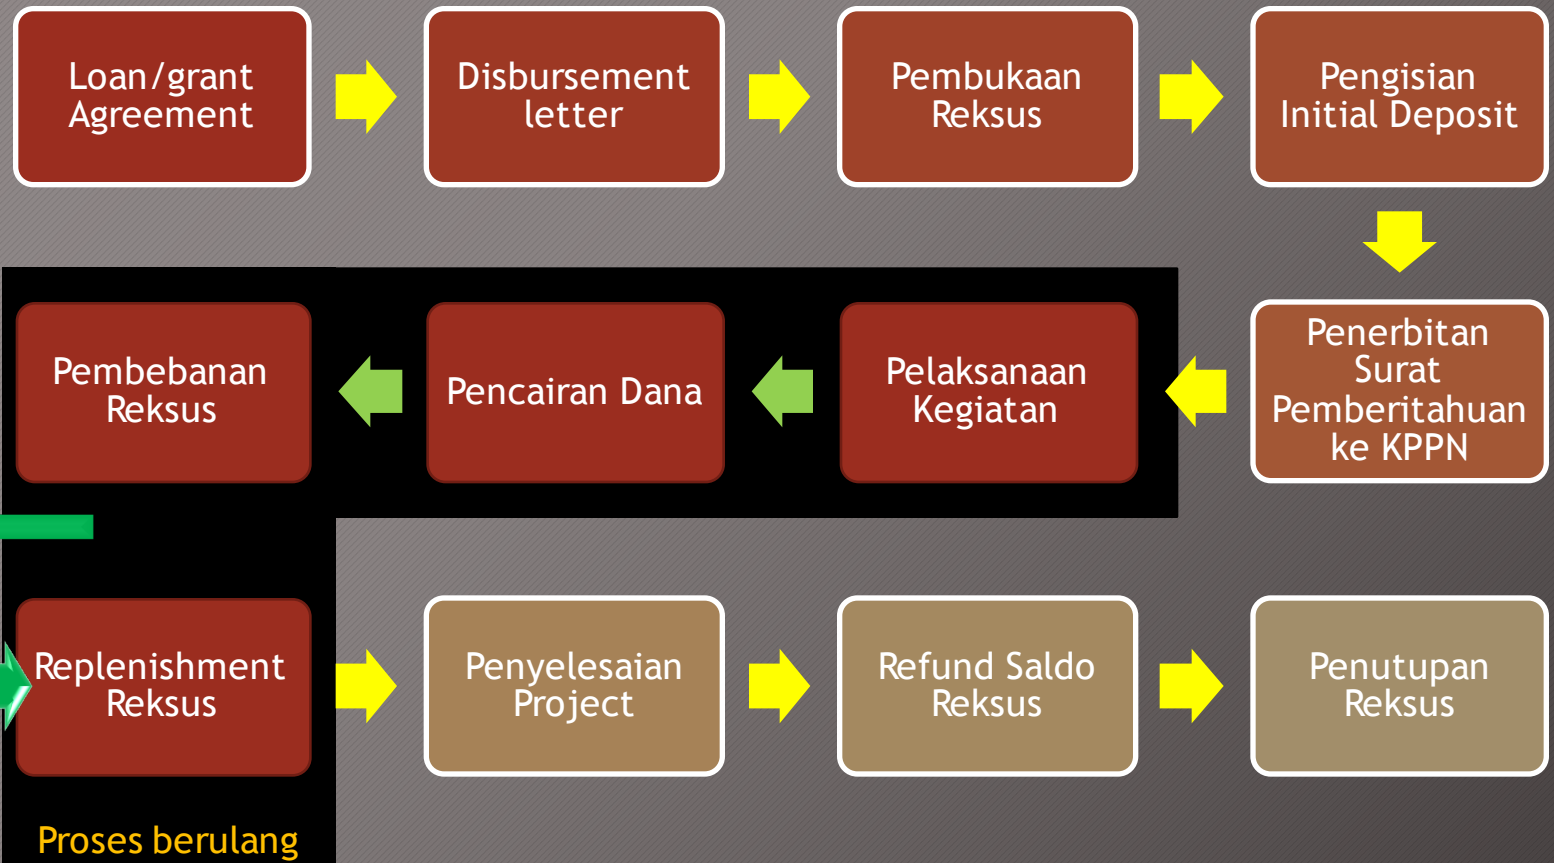 Loan/grant
Agreement
Disbursement
letter
Pembukaan
Reksus
Pengisian
Initial Deposit
Pembebanan
Reksus
Pencairan Dana
Pelaksanaan
Kegiatan
Penerbitan
Surat
Pemberitahuan
ke KPPN
Replenishment
Reksus
Penyelesaian
Project
Refund Saldo
Reksus
Penutupan
Reksus
Proses berulang